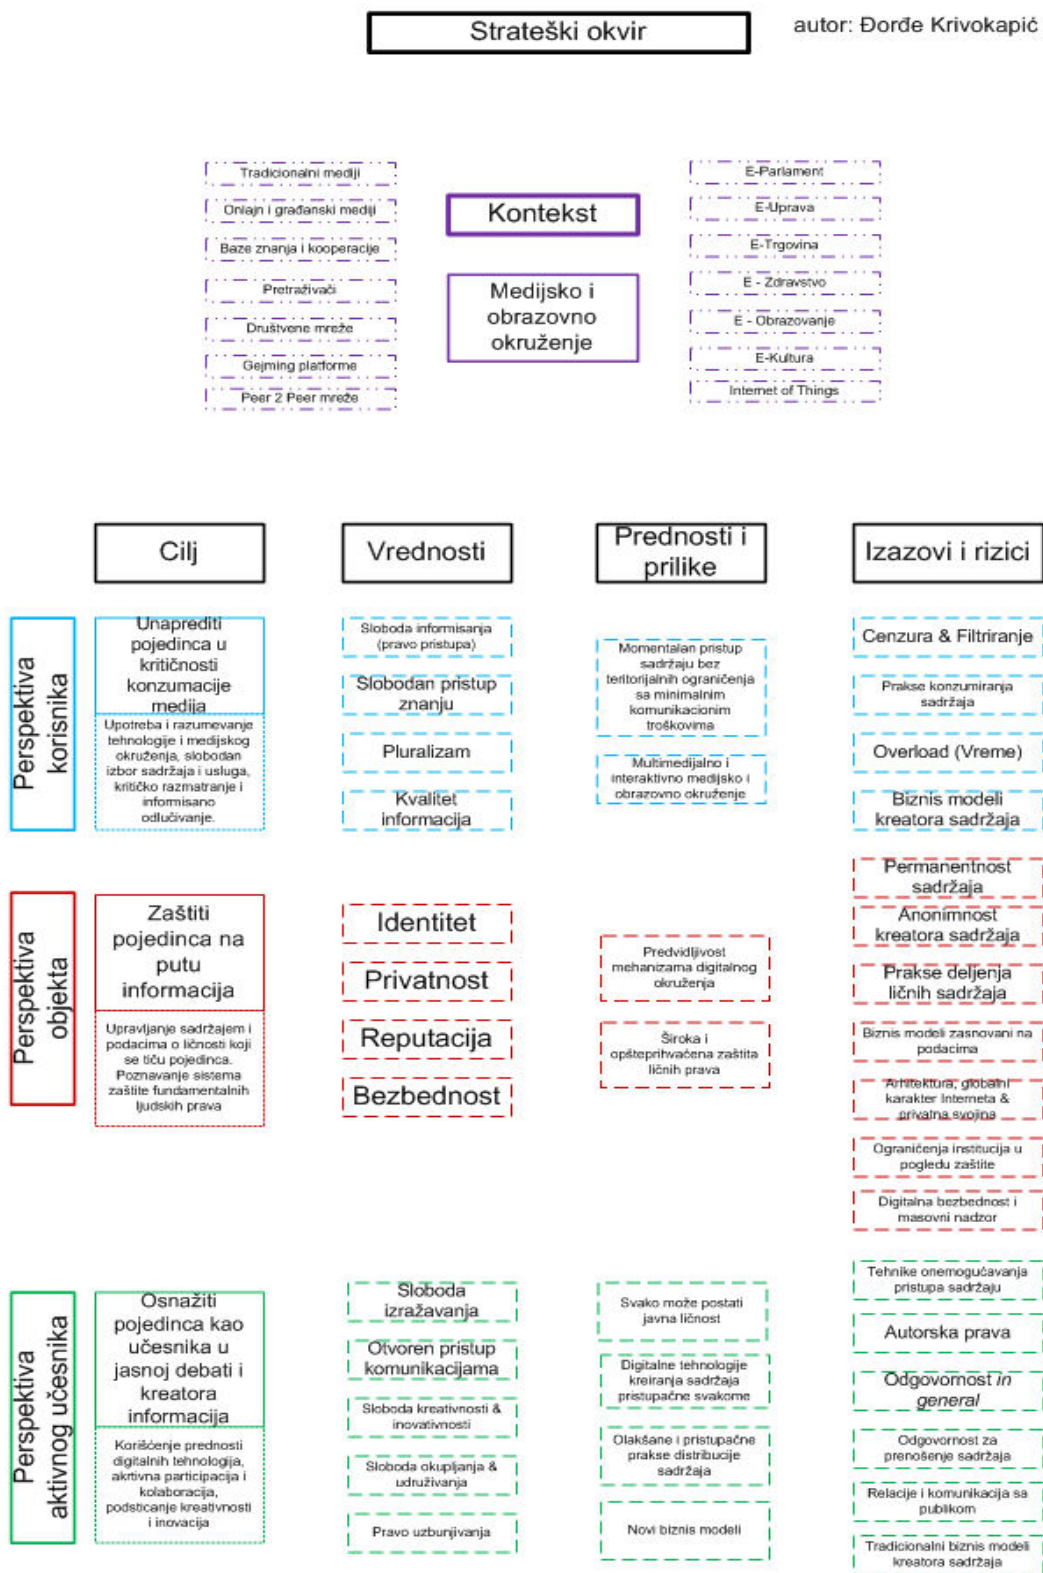 Strateški okvir
autor: Đorđe Krivokapić
Tradicionalni mediji
Onlajn i građanski mediji
Baze znanja i kooperacije
Pretraživači
Društvene mreže
Gejming platforme
Peer 2 Peer mreže
Kontekst
Medijsko i
obrazovno
okruženje
E-Parlament
E-Uprava
E-Trgovina
E - Zdravstvo
E - Obrazovanje
E-Kultura
Internet of Things
Cilj
Vrednosti
Prednosti i
prilike
Izazovi i rizici
Perspektiva
korisnika
Unaprediti
pojedinca u
kritičnosti
konzumacije
medija
Upotreba i razumevanje
tehnologije i medijskog
okruženja, slobodan
izbor sadržaja i usluga,
kritičko razmatranje i
informisano
odlučivanje.
Sloboda informisanja
(pravo pristupa)
Slobodan pristup
znanju
Pluralizam
Kvalitet
informacija
Momentalan pristup
sadržaju bez
teritorijalnih ograničenja
sa minimalnim
komunikacionim
troškovima
Multimedijalno i
interaktivno medijsko i
obrazovno okruženje
Cenzura & Filtriranje
Prakse konzumiranja
sadržaja
Overload (Vreme)
Biznis modeli
kreatora sadržaja
Perspektiva
objekta
Zaštiti
pojedinca na
putu
informacija
Upravljanje sadržajem i
podacima o ličnosti koji
se tiču pojedinca.
Poznavanje sistema
zaštite fundamentalnih
ljudskih prava
Identitet
Privatnost
Reputacija
Bezbednost
Predvidljivost
mehanizama digitalnog
okruženja
Široka i
opšteprihvaćena zaštita
ličnih prava
Permanentnost
sadržaja
Anonimnost
kreatora sadržaja
Prakse deljenja
ličnih sadržaja
Biznis modeli zasnovani na
podacima
Arhitektura, globalni
karakter Interneta &
privatna svojina
Ograničenja institucija u
pogledu zaštite
Digitalna bezbednost i
masovni nadzor
Perspektiva
aktivnog učesnika
Osnažiti
pojedinca kao
učesnika u
jasnoj debati i
kreatora
informacija
Korišćenje prednosti
digitalnih tehnologija,
akrtivna participacija i
kolaboracija,
podsticanje kreativnosti
i inovacija
Sloboda
izražavanja
Otvoren pristup
komunikacijama
Sloboda kreativnosti &
inovativnosti
Sloboda okupljanja &
udruživanja
Pravo uzbunjivanja
Svako može postati
javna ličnost
Digitalne tehnologije
kreiranja sadržaja
pristupačne svakome
Olakšane i pristupačne
prakse distribucije
sadržaja
Novi biznis modeli
Tehnike onemogućavanja
pristupa sadržaju
Autorska prava
Odgovornost in
general
Odgovornost za
prenošenje sadržaja
Relacije i komunikacija sa
publikom
Tradicionalni biznis modeli
kreatora sadržaja